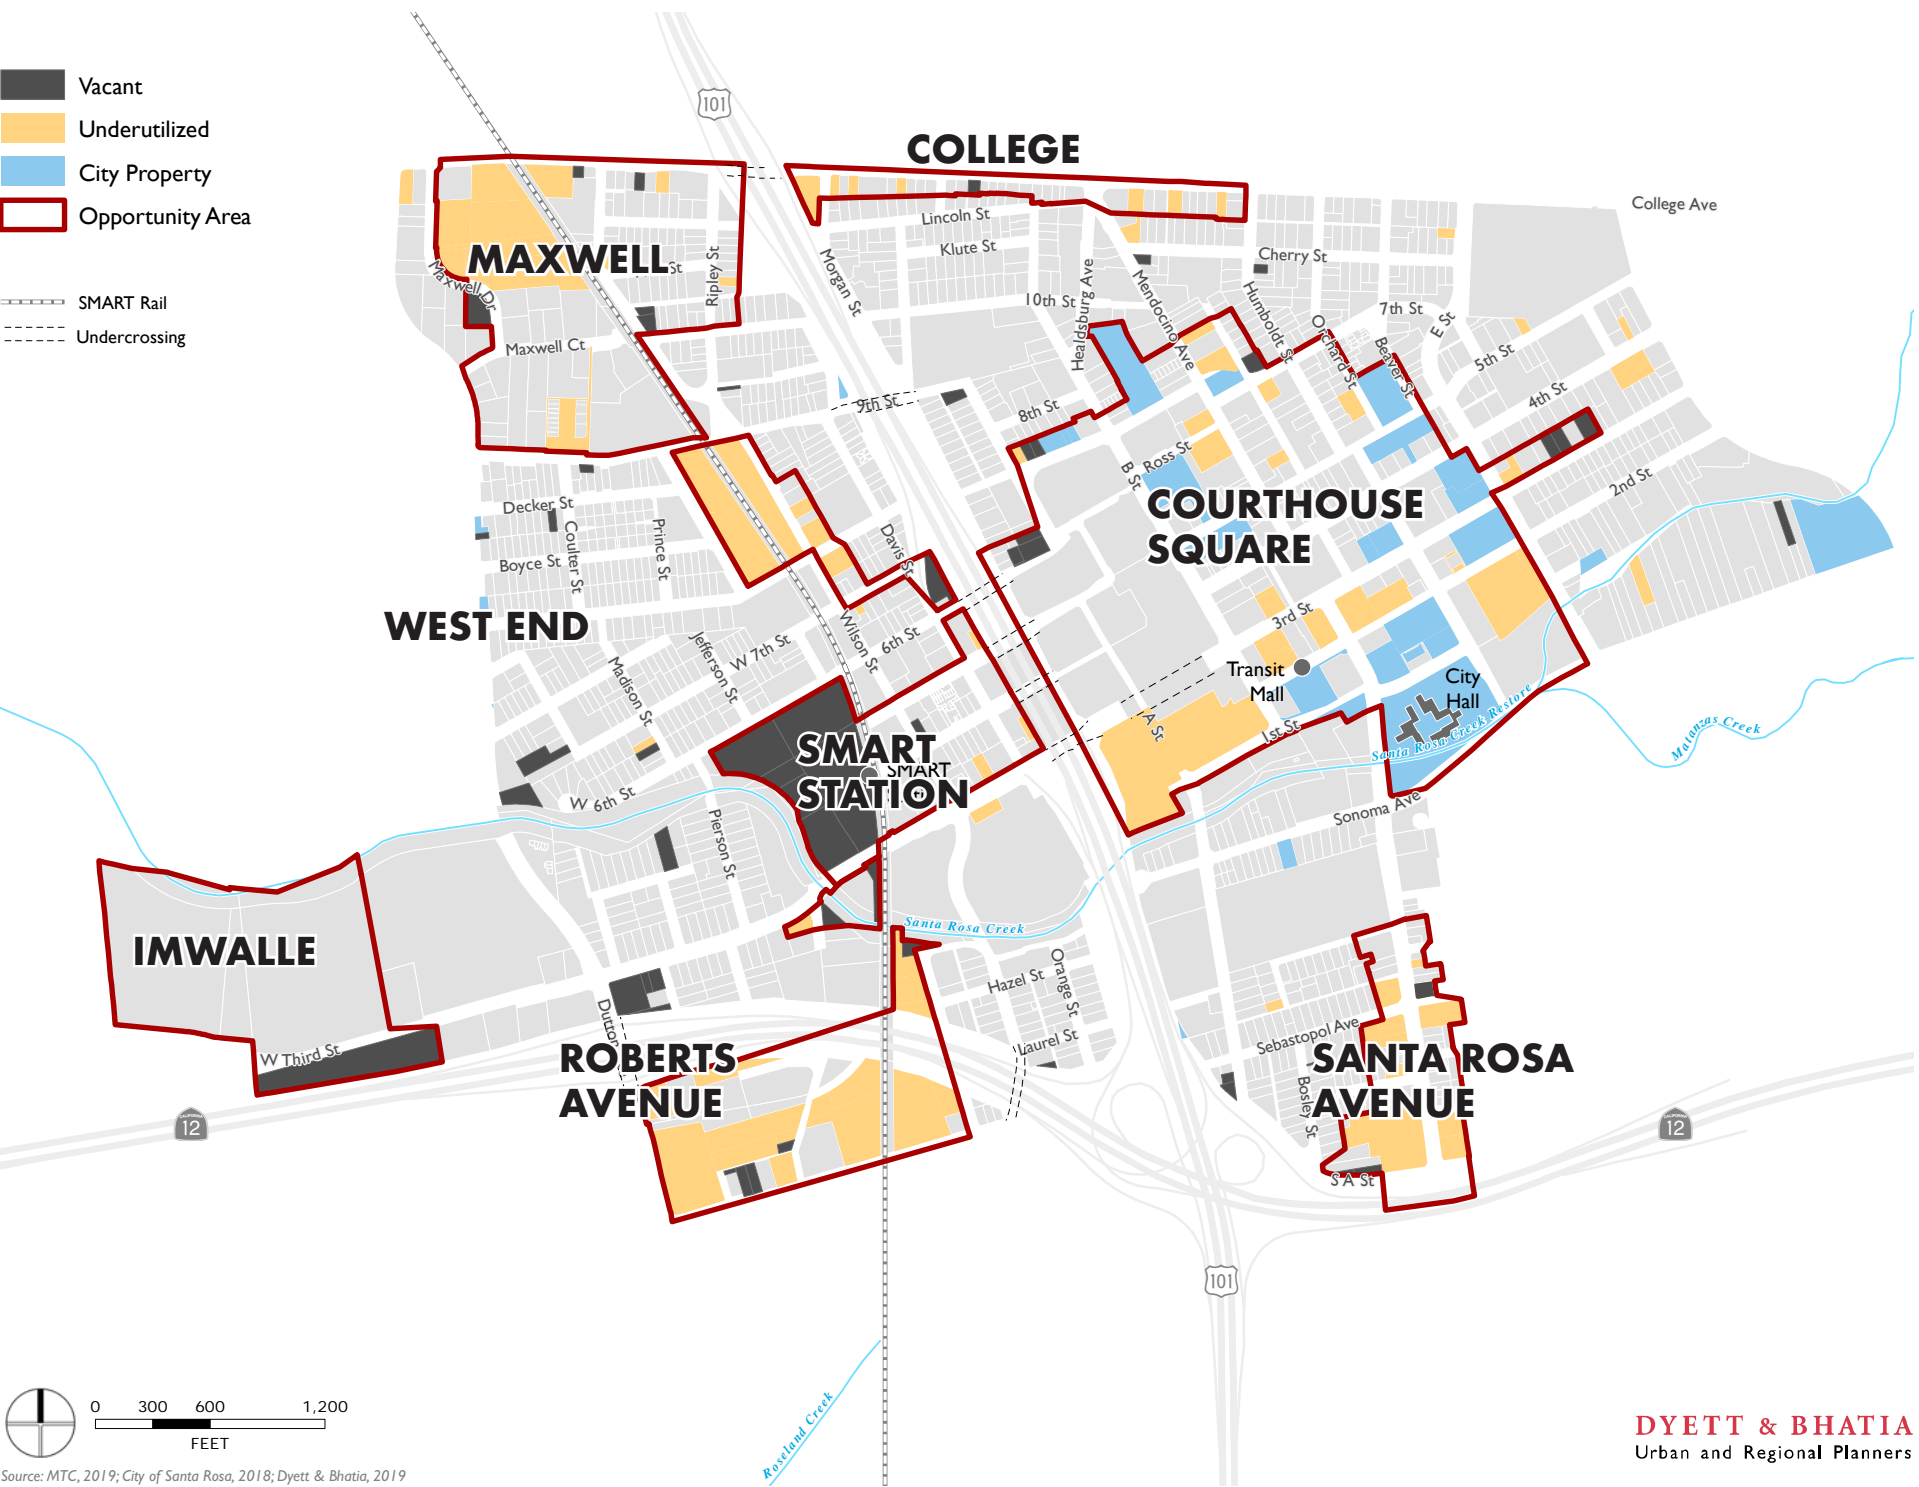 Vacant
Underutilized
City Property
Opportunity Area
SMART Rail
Undercrossing
101
COLLEGE
College Ave
Lincoln St
Klute St
Cherry St
MAXWELL
St
Ripley St
Maxwell Dr
Maxwell Ct
Morgan St
10th St
Healdsburg Ave
Mendocino Ave
Humboldt St
Orchard St
7th St
Beaver St
E St
5th St
4th St
2nd St
9th St
8th St
B St
Ross St
COURTHOUSE
SQUARE
Decker St
Coulter St
Prince St
Boyce St
Davis St
WEST END
Wilson St
6th St
W 7th St
Jefferson St
Madison St
3rd St
Transit
Mall
City
Hall
A St
1st St
Santa Rosa Creek Restore
Matanzas Creek
SMART
STATION
SMART
W 6th St
Pierson St
Sonoma Ave
IMWALLE
Santa Rosa Creek
Hazel St
Orange St
Laurel St
W Third St
Dutton
ROBERTS
AVENUE
Sebastopol Ave
SANTA ROSA
AVENUE
Bosley St
S A St
CALIFORNIA
12
CALIFORNIA
12
101
Roseland Creek
0 300 600 1,200
FEET
Source: MTC, 2019; City of Santa Rosa, 2018; Dyett & Bhatia, 2019
DYETT & BHATIA
Urban and Regional Planners